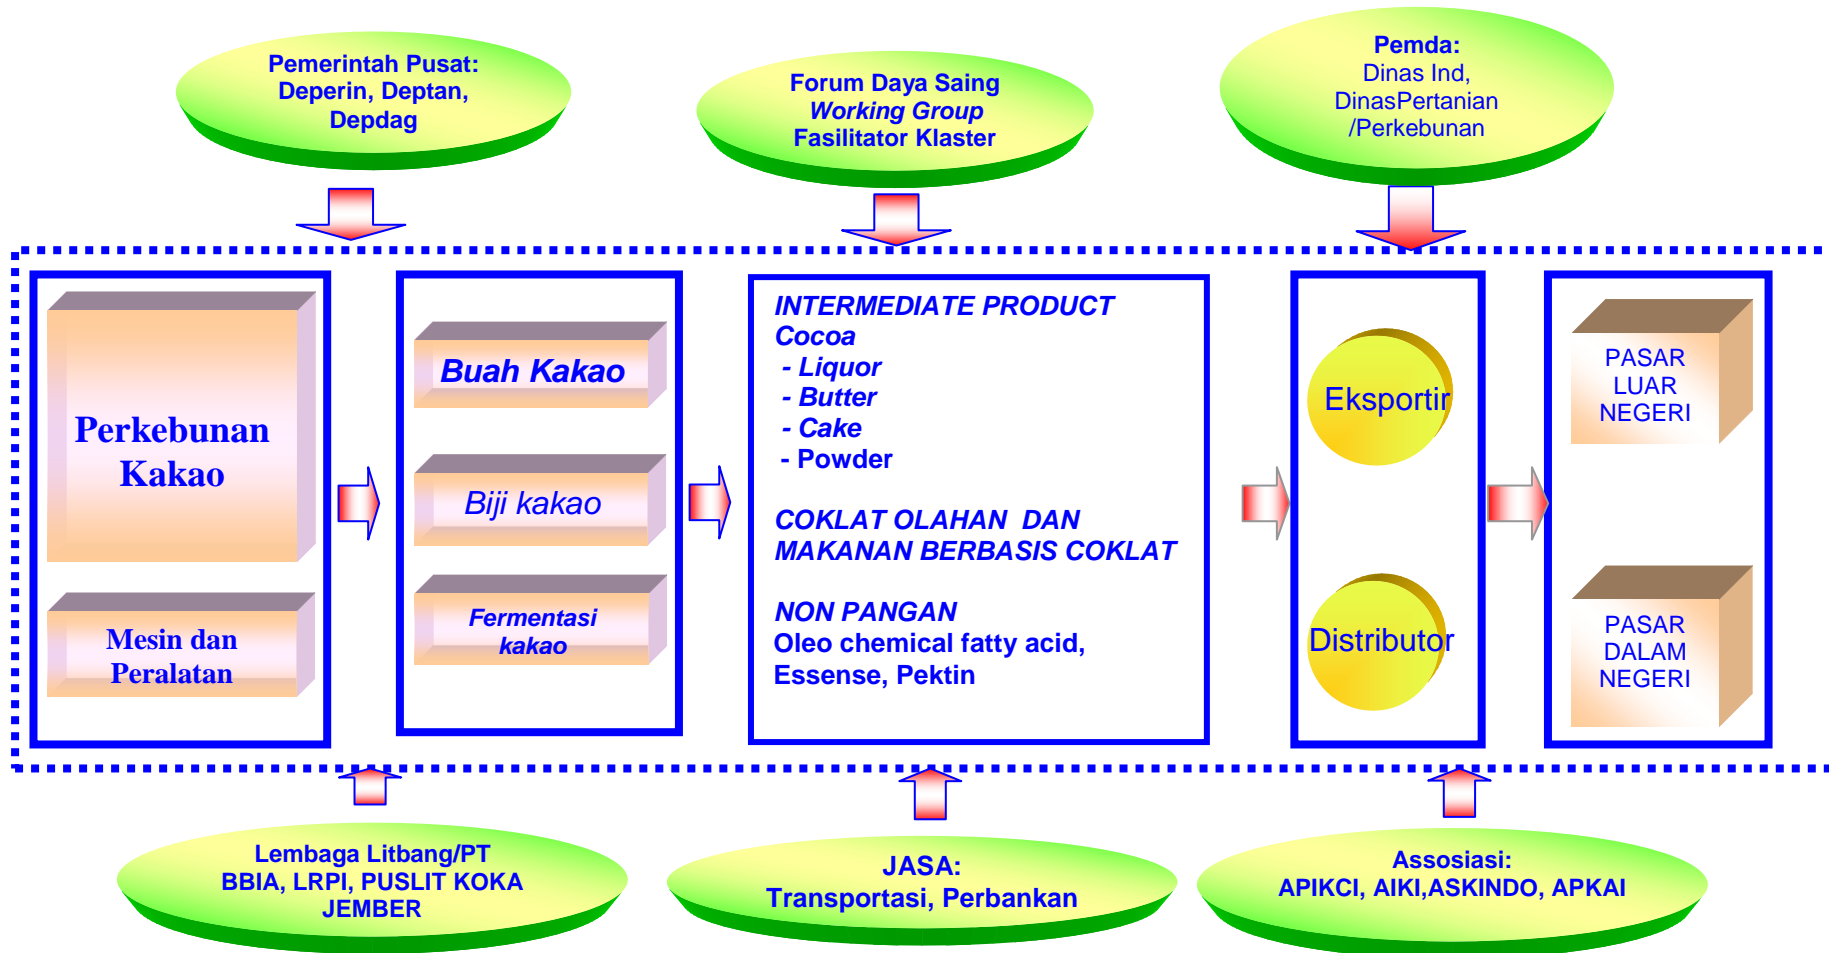 Pemerintah Pusat:
Deperin, Deptan,
Depdag
Forum Daya Saing
Working Group
Fasilitator Klaster
Pemda:
Dinas Ind,
DinasPertanian
/Perkebunan
Perkebunan
Kakao
Mesin dan
Peralatan
Buah Kakao
Biji kakao
Fermentasi
kakao
INTERMEDIATE PRODUCT
Cocoa
- Liquor
- Butter
- Cake
- Powder
COKLAT OLAHAN DAN
MAKANAN BERBASIS COKLAT
NON PANGAN
Oleo chemical fatty acid,
Essense, Pektin
Eksportir
Distributor
PASAR
LUAR
NEGERI
PASAR
DALAM
NEGERI
Lembaga Litbang/PT
BBIA, LRPI, PUSLIT KOKA
JEMBER
JASA:
Transportasi, Perbankan
Assosiasi:
APIKCI, AIKI,ASKINDO, APKAI